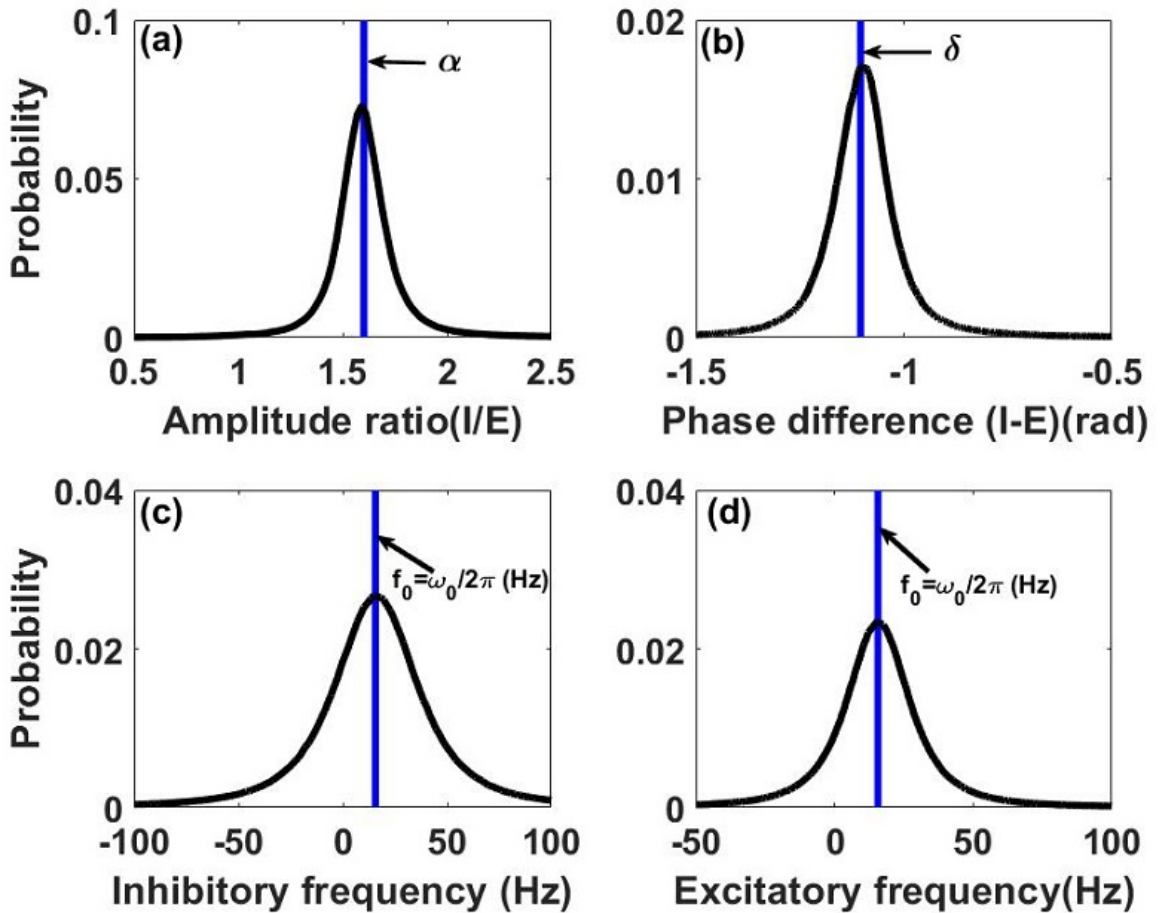 0.1
(a)
α
0.05
0
0.5 1 1.5 2 2.5
Probability
Amplitude ratio(I/E)
0.02
(b)
δ
0.01
0
-1.5 -1 -0.5
Phase difference (I-E)(rad)
0.04
(c)
f₀=ω₀/2π (Hz)
0.02
0
-100 -50 0 50 100
Probability
Inhibitory frequency (Hz)
0.04
(d)
f₀=ω₀/2π (Hz)
0.02
0
-50 0 50 100
Excitatory frequency(Hz)